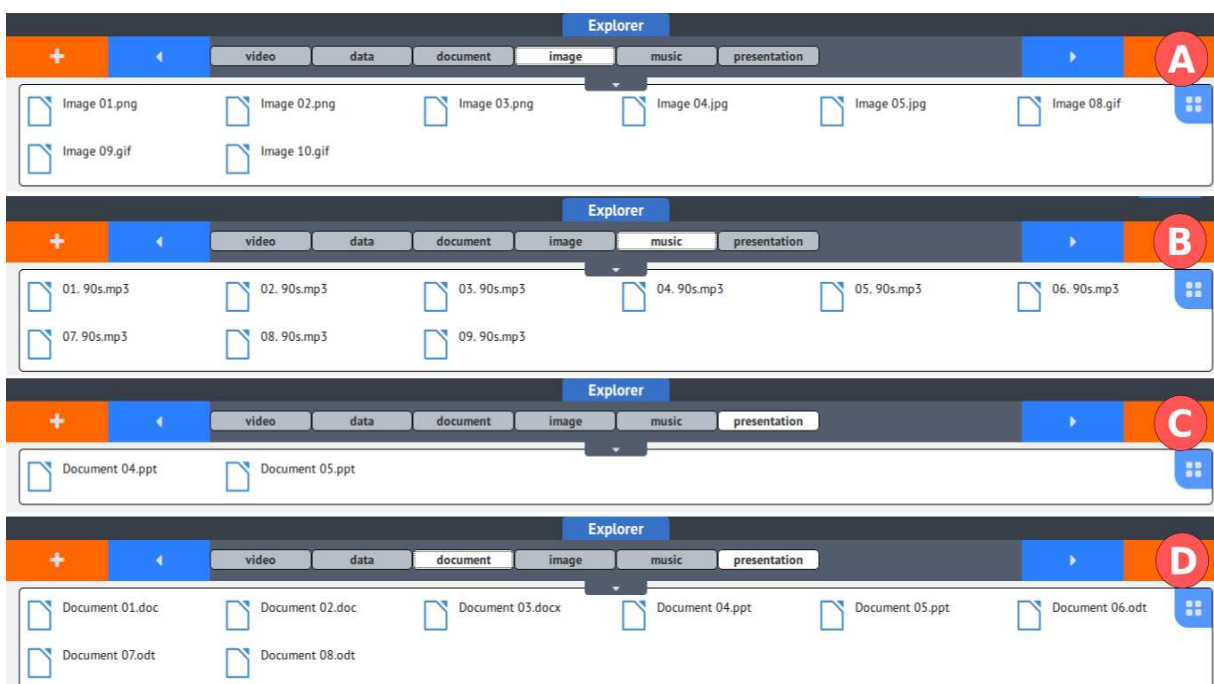 Explorer
+ video data document image music presentation A
Image 01.png Image 02.png Image 03.png Image 04.jpg Image 05.jpg Image 08.gif
Image 09.gif Image 10.gif
Explorer
+ video data document image music presentation B
01. 90s.mp3 02. 90s.mp3 03. 90s.mp3 04. 90s.mp3 05. 90s.mp3 06. 90s.mp3
07. 90s.mp3 08. 90s.mp3 09. 90s.mp3
Explorer
+ video data document image music presentation C
Document 04.ppt Document 05.ppt
Explorer
+ video data document image music presentation D
Document 01.doc Document 02.doc Document 03.docx Document 04.ppt Document 05.ppt Document 06.odt
Document 07.odt Document 08.odt